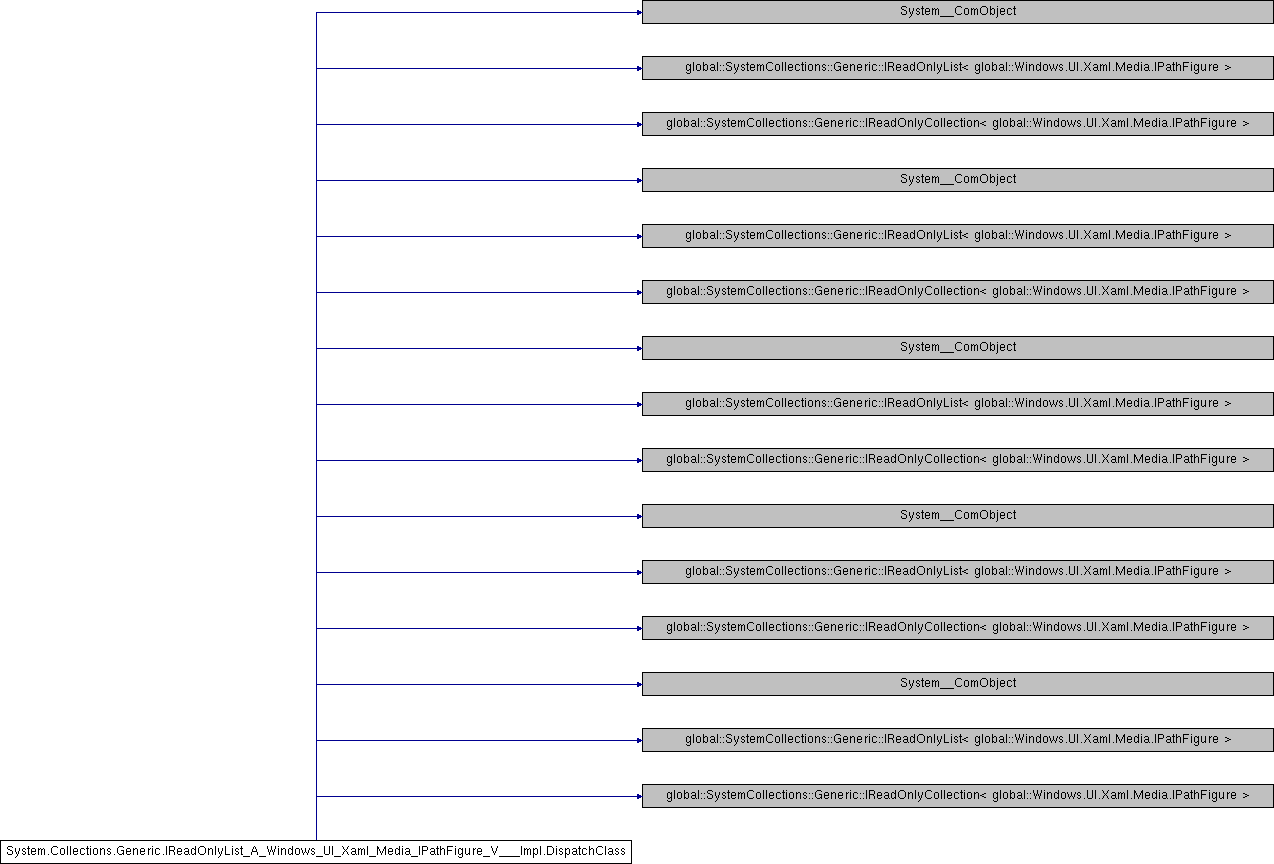 System__ComObject
global::SystemCollections::Generic::IReadOnlyList< global::Windows.UI.Xaml.Media.IPathFigure >
global::SystemCollections::Generic::IReadOnlyCollection< global::Windows.UI.Xaml.Media.IPathFigure >
System__ComObject
global::SystemCollections::Generic::IReadOnlyList< global::Windows.UI.Xaml.Media.IPathFigure >
global::SystemCollections::Generic::IReadOnlyCollection< global::Windows.UI.Xaml.Media.IPathFigure >
System__ComObject
global::SystemCollections::Generic::IReadOnlyList< global::Windows.UI.Xaml.Media.IPathFigure >
global::SystemCollections::Generic::IReadOnlyCollection< global::Windows.UI.Xaml.Media.IPathFigure >
System__ComObject
global::SystemCollections::Generic::IReadOnlyList< global::Windows.UI.Xaml.Media.IPathFigure >
global::SystemCollections::Generic::IReadOnlyCollection< global::Windows.UI.Xaml.Media.IPathFigure >
System__ComObject
global::SystemCollections::Generic::IReadOnlyList< global::Windows.UI.Xaml.Media.IPathFigure >
global::SystemCollections::Generic::IReadOnlyCollection< global::Windows.UI.Xaml.Media.IPathFigure >
System.Collections.Generic.IReadOnlyList_A_Windows_UI_Xaml_Media_IPathFigure_V___Impl.DispatchClass